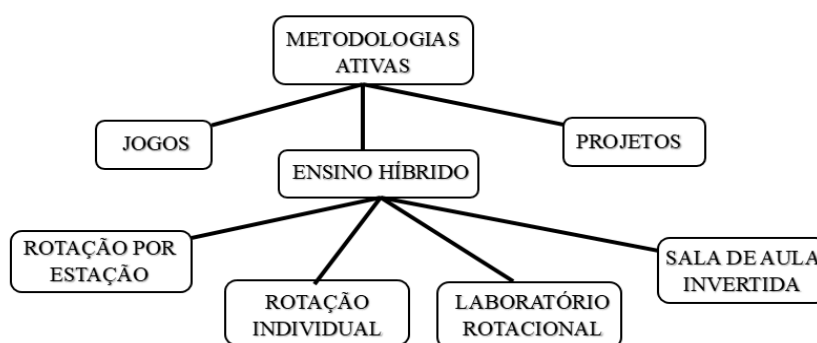 METODOLOGIAS
ATIVAS
JOGOS
PROJETOS
ENSINO HÍBRIDO
ROTAÇÃO POR
ESTAÇÃO
ROTAÇÃO
INDIVIDUAL
LABORATÓRIO
ROTACIONAL
SALA DE AULA
INVERTIDA